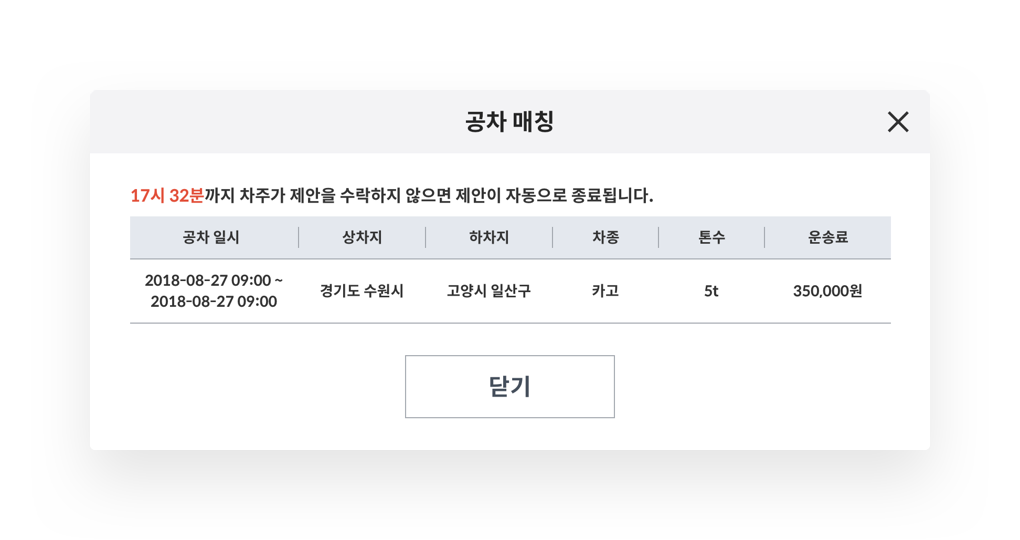 공차 매칭
17시 32분까지 차주가 제안을 수락하지 않으면 제안이 자동으로 종료됩니다.
공차 일시 상차지 하차지 차종 톤수 운송료
2018-08-27 09:00 ~
2018-08-27 09:00 경기도 수원시 고양시 일산구 카고 5t 350,000원
닫기